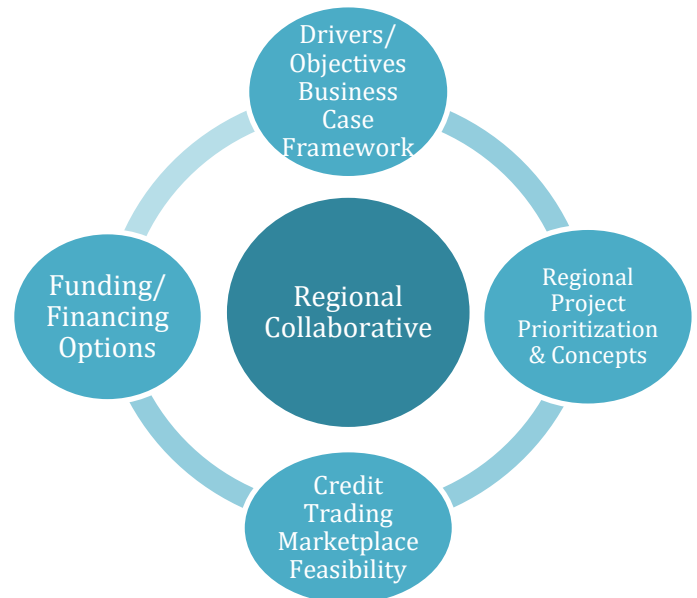 Drivers/
Objectives
Business
Case
Framework
Funding/
Financing
Options
Regional
Collaborative
Regional
Project
Prioritization
& Concepts
Credit
Trading
Marketplace
Feasibility